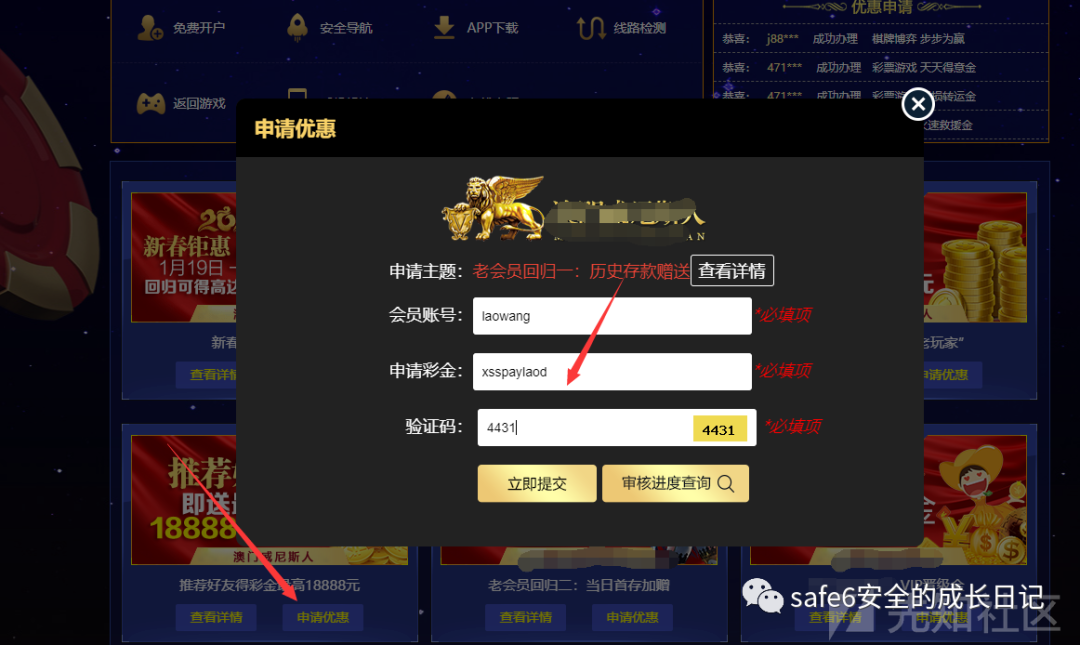 免费开户
安全导航
APP下载
线路检测
优惠申请
恭喜： j88*** 成功办理 棋牌博弈 步步为赢
恭喜： 471*** 成功办理 彩票游戏 天天得意金
恭喜： 471*** 成功办理 转运金
返回游戏
速救援金
申请优惠
申请主题：老会员回归一：历史存款赠送 查看详情
会员账号： laowang *必填项
申请彩金： xsspaylaod *必填项
验证码： 4431 4431 *必填项
立即提交
审核进度查询
新春钜惠
1月19日
回归可得高达
元
查看详情
老玩家”
申请优惠
推荐
即送
18888
澳门威尼斯人
推荐好友得彩金最高18888元
查看详情
申请优惠
老会员回归二：当日首存加赠
查看详情
申请优惠
金
VIP晋级金
查看详情
申请优惠
safe6安全的成长日记
先知社区